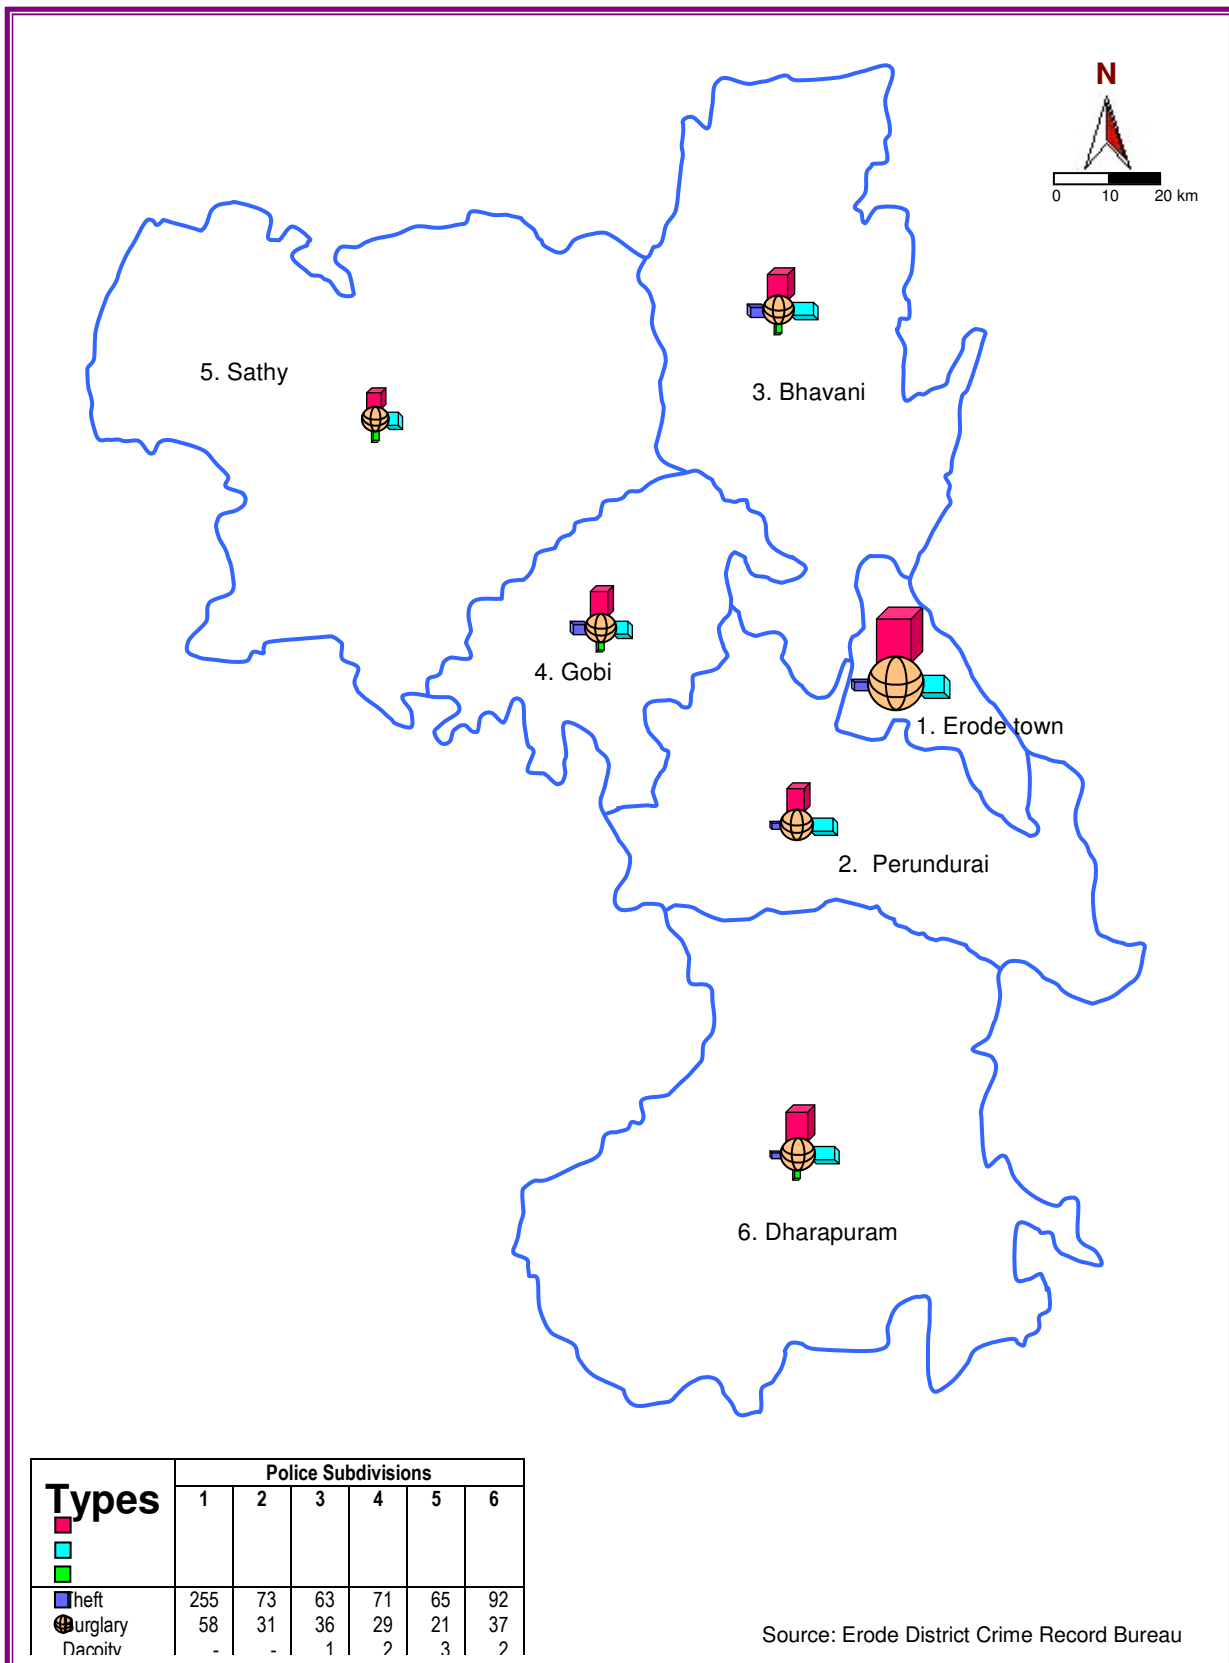 N
0 10 20 km
5. Sathy
3. Bhavani
4. Gobi
1. Erode town
2. Perundurai
6. Dharapuram
Police Subdivisions
Types 1 2 3 4 5 6
Theft 255 73 63 71 65 92
Burglary 58 31 36 29 21 37
Dacoity - - 1 2 3 2
Source: Erode District Crime Record Bureau